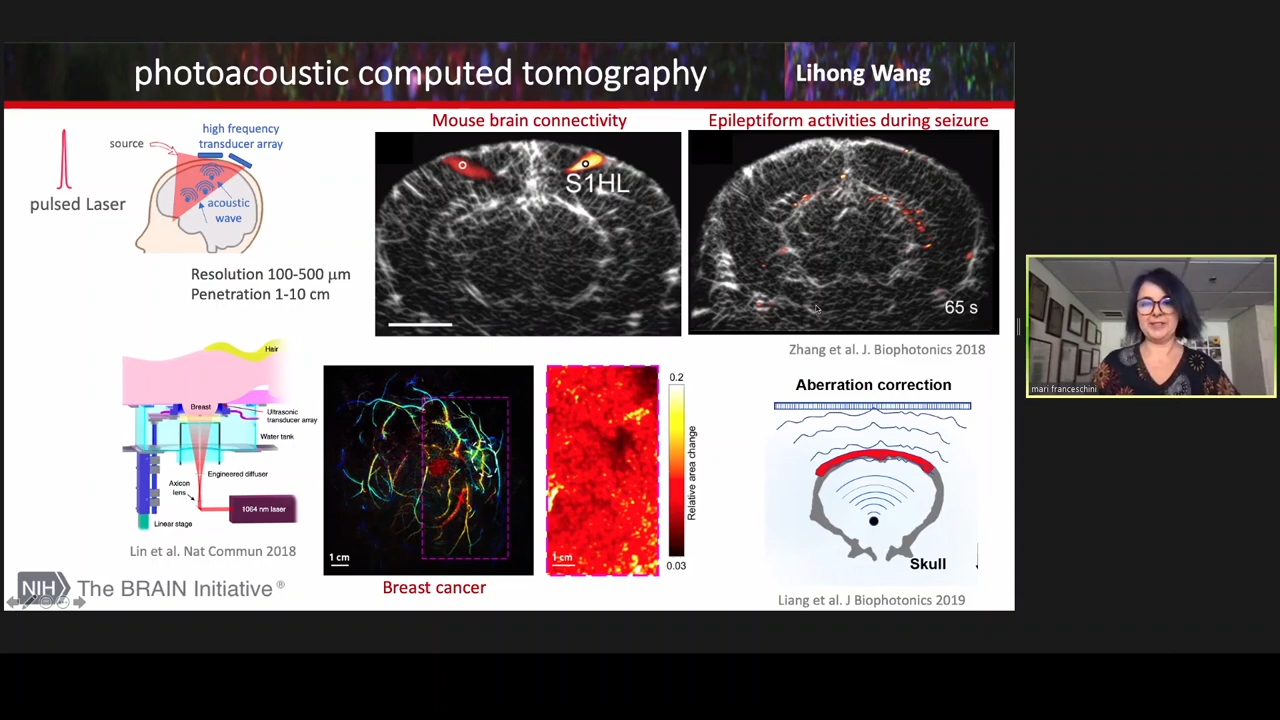 photoacoustic computed tomography
Lihong Wang
source
high frequency
transducer array
pulsed Laser
acoustic
wave
Resolution 100-500 μm
Penetration 1-10 cm
Mouse brain connectivity
S1HL
Epileptiform activities during seizure
65 s
Zhang et al. J. Biophotonics 2018
mari franceschini
Hair
Breast
Ultrasonic
transducer array
Water tank
Engineered diffuser
Axicon
lens
1064 nm laser
Linear stage
Lin et al. Nat Commun 2018
1 cm
1 cm
0.2
Relative area change
0.03
Breast cancer
Aberration correction
Skull
Liang et al. J Biophotonics 2019
NIH The BRAIN Initiative®